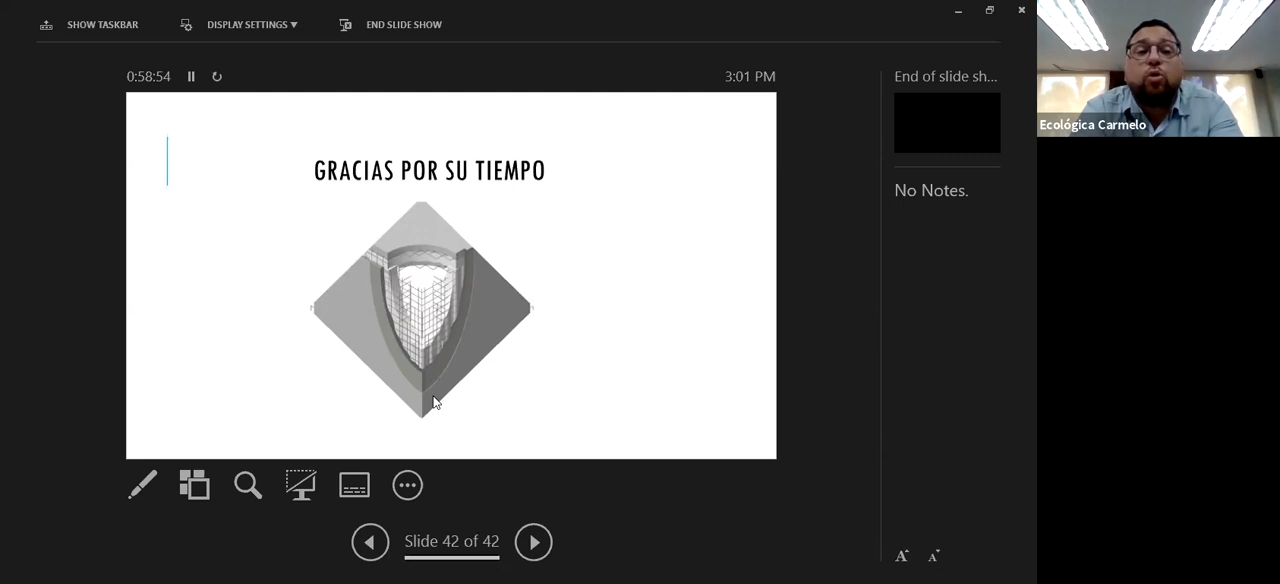 SHOW TASKBAR
DISPLAY SETTINGS ▼
END SLIDE SHOW
0:58:54
3:01 PM
End of slide sh...
GRACIAS POR SU TIEMPO
No Notes.
Slide 42 of 42
A A
Ecológica Carmelo